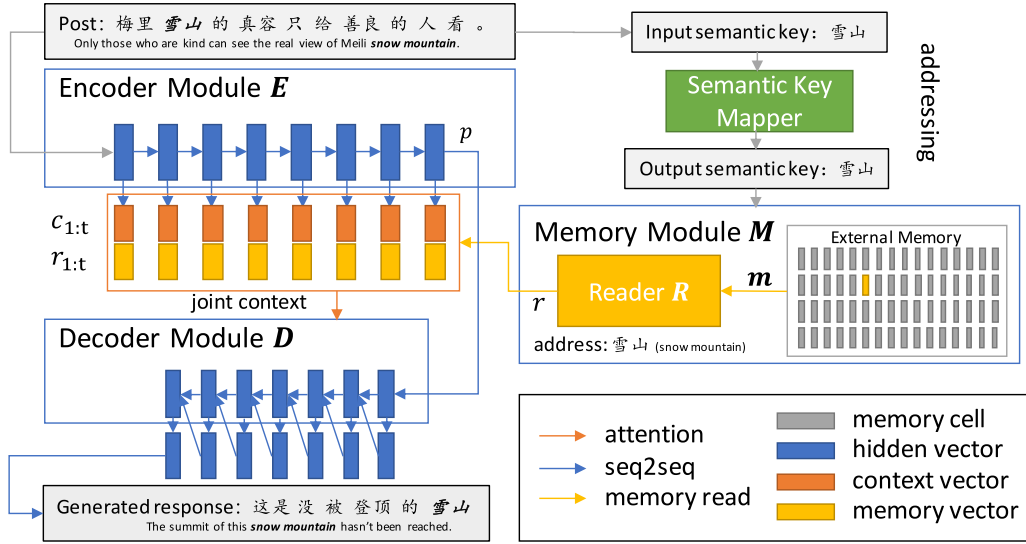 Post: 梅里 雪山 的 真容 只 给 善良 的 人 看 。
Only those who are kind can see the real view of Meili snow mountain.
Input semantic key: 雪山
addressing
Semantic Key
Mapper
Output semantic key: 雪山
Encoder Module E
p
c1:t
r1:t
joint context
Memory Module M
External Memory
Reader R
m
r
address: 雪山 (snow mountain)
Decoder Module D
Generated response: 这是 没 被 登顶 的 雪山
The summit of this snow mountain hasn't been reached.
attention
seq2seq
memory read
memory cell
hidden vector
context vector
memory vector